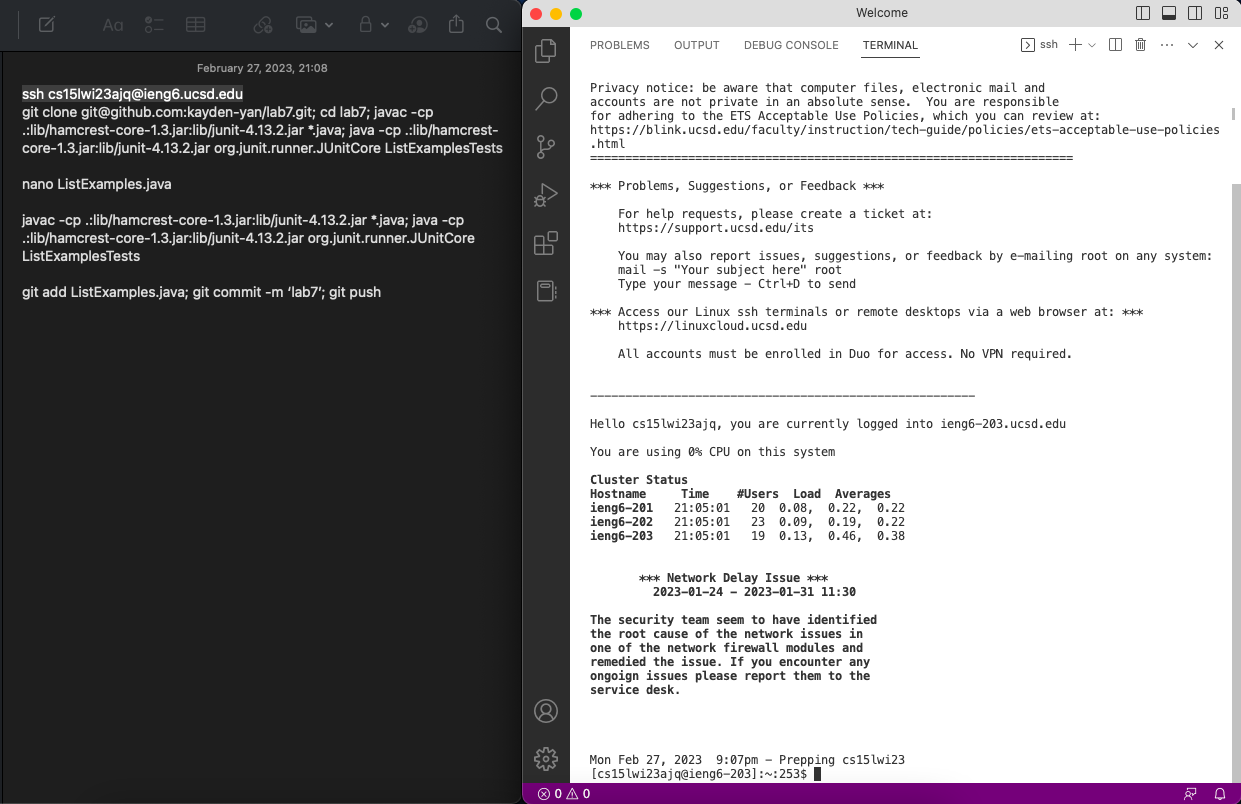 Aa
February 27, 2023, 21:08
ssh cs15lwi23ajq@ieng6.ucsd.edu
git clone git@github.com:kayden-yan/lab7.git; cd lab7; javac -cp
.:lib/hamcrest-core-1.3.jar:lib/junit-4.13.2.jar *.java; java -cp .:lib/hamcrest-
core-1.3.jar:lib/junit-4.13.2.jar org.junit.runner.JUnitCore ListExamplesTests
nano ListExamples.java
javac -cp .:lib/hamcrest-core-1.3.jar:lib/junit-4.13.2.jar *.java; java -cp
.:lib/hamcrest-core-1.3.jar:lib/junit-4.13.2.jar org.junit.runner.JUnitCore
ListExamplesTests
git add ListExamples.java; git commit -m ‘lab7’; git push
Welcome
PROBLEMS OUTPUT DEBUG CONSOLE TERMINAL ssh
Privacy notice: be aware that computer files, electronic mail and
accounts are not private in an absolute sense.  You are responsible
for adhering to the ETS Acceptable Use Policies, which you can review at:
https://blink.ucsd.edu/faculty/instruction/tech-guide/policies/ets-acceptable-use-policies
.html
=====================================================================
*** Problems, Suggestions, or Feedback ***
For help requests, please create a ticket at:
https://support.ucsd.edu/its
You may also report issues, suggestions, or feedback by e-mailing root on any system:
mail -s "Your subject here" root
Type your message - Ctrl+D to send
*** Access our Linux ssh terminals or remote desktops via a web browser at: ***
https://linuxcloud.ucsd.edu
All accounts must be enrolled in Duo for access. No VPN required.
-------------------------------------------------------
Hello cs15lwi23ajq, you are currently logged into ieng6-203.ucsd.edu
You are using 0% CPU on this system
Cluster Status
Hostname     Time    #Users  Load  Averages
ieng6-201   21:05:01   20  0.08,  0.22,  0.22
ieng6-202   21:05:01   23  0.09,  0.19,  0.22
ieng6-203   21:05:01   19  0.13,  0.46,  0.38
*** Network Delay Issue ***
2023-01-24 - 2023-01-31 11:30
The security team seem to have identified
the root cause of the network issues in
one of the network firewall modules and
remedied the issue. If you encounter any
ongoign issues please report them to the
service desk.
Mon Feb 27, 2023  9:07pm - Prepping cs15lwi23
[cs15lwi23ajq@ieng6-203]:~:253$
0 0